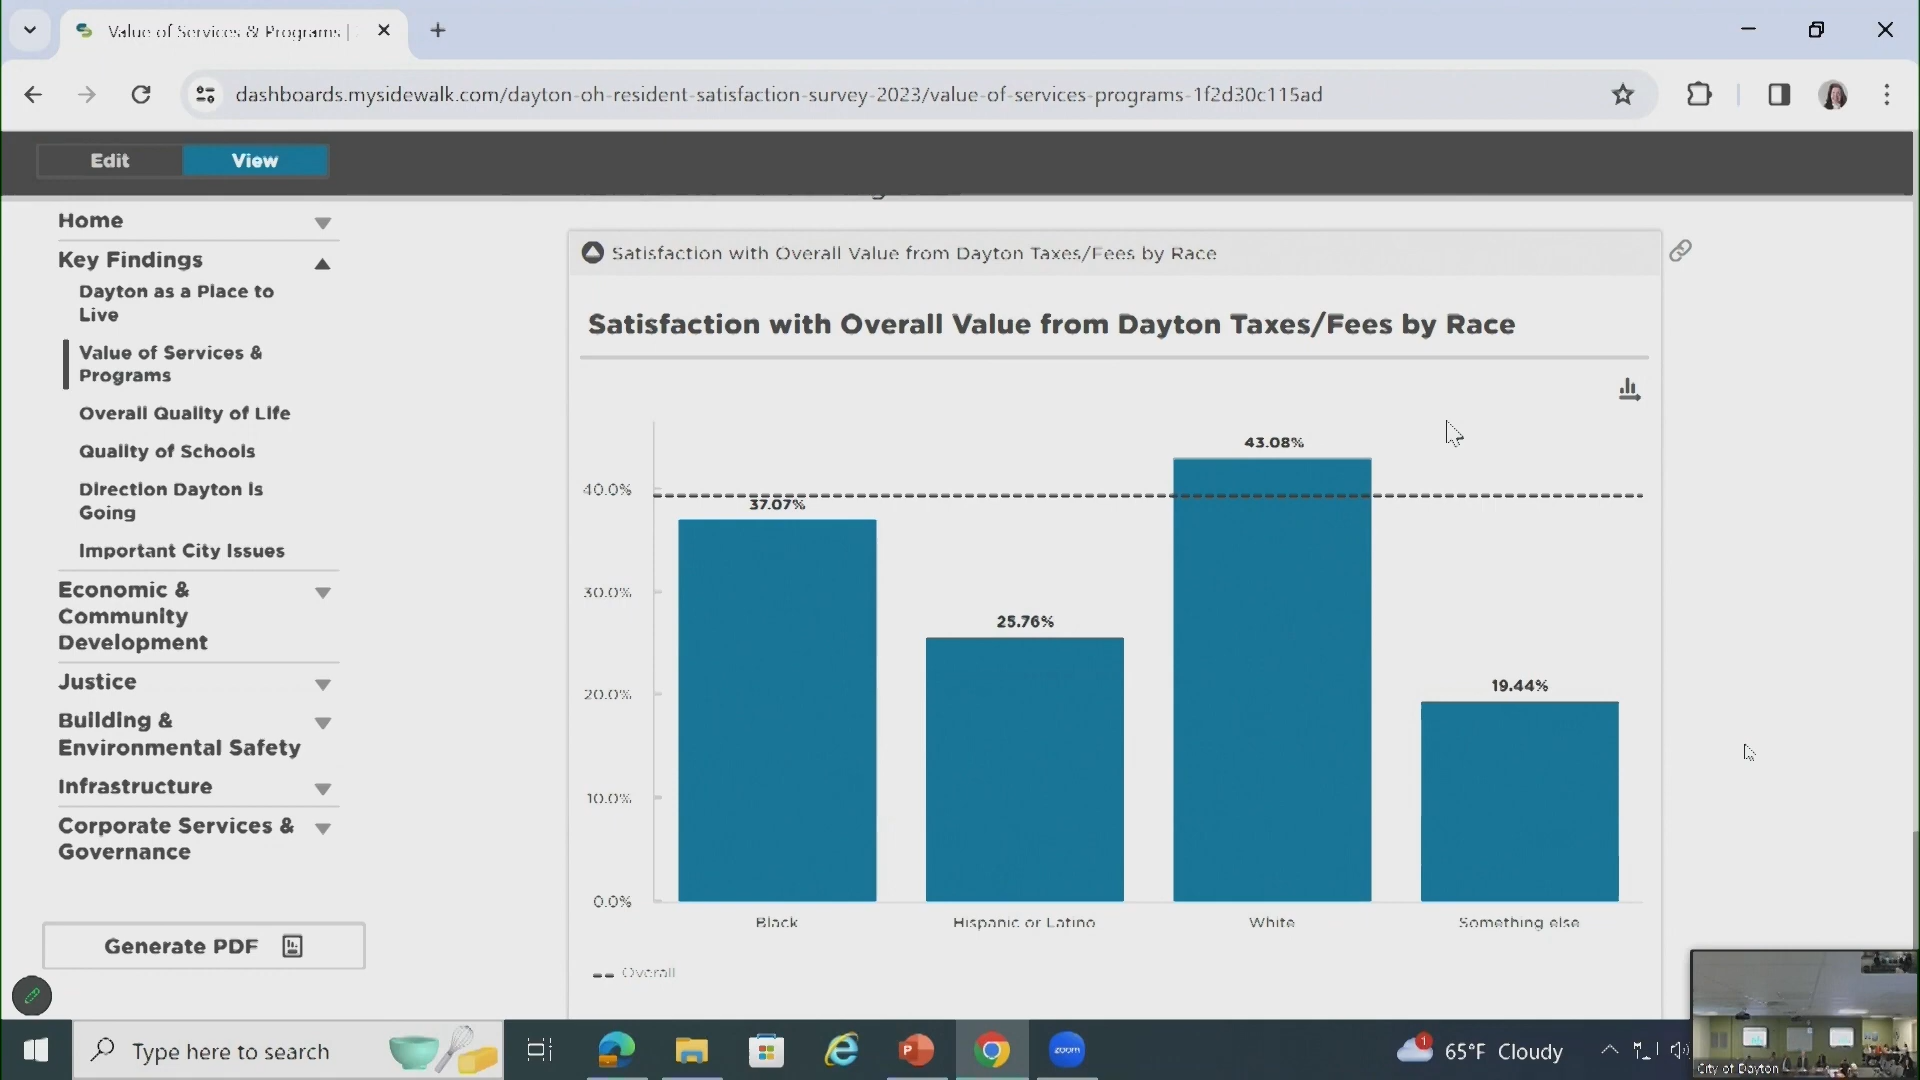 Value of Services & Programs |
dashboards.mysidewalk.com/dayton-oh-resident-satisfaction-survey-2023/value-of-services-programs-1f2d30c115ad
Edit
View
Home
Key Findings
Dayton as a Place to
Live
Value of Services &
Programs
Overall Quality of Life
Quality of Schools
Direction Dayton is
Going
Important City Issues
Economic &
Community
Development
Justice
Building &
Environmental Safety
Infrastructure
Corporate Services &
Governance
Generate PDF
Satisfaction with Overall Value from Dayton Taxes/Fees by Race
Satisfaction with Overall Value from Dayton Taxes/Fees by Race
43.08%
40.0%
37.07%
30.0%
25.76%
20.0%
19.44%
10.0%
0.0%
Black
Hispanic or Latino
White
Something else
Overall
Type here to search
P
zoom
1
65°F Cloudy
City of Dayton